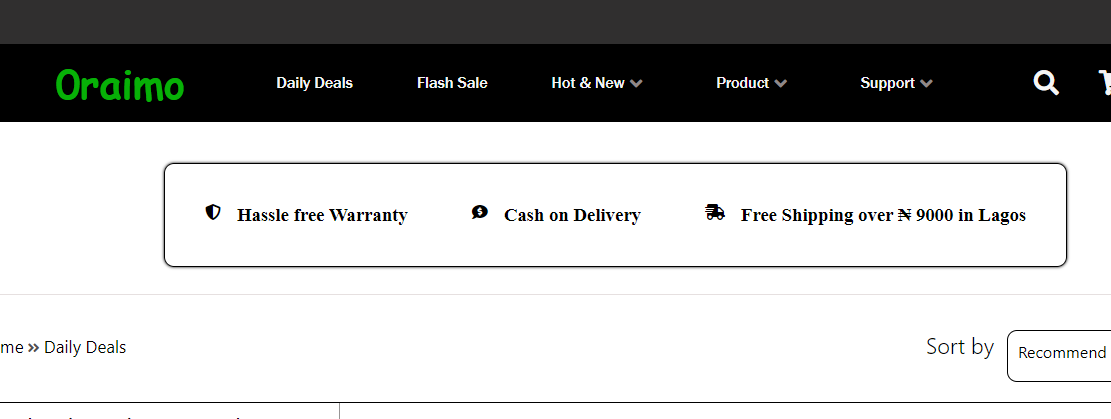 Oraimo
Daily Deals Flash Sale Hot & New Product Support
Hassle free Warranty Cash on Delivery Free Shipping over ₦ 9000 in Lagos
me » Daily Deals
Sort by Recommend